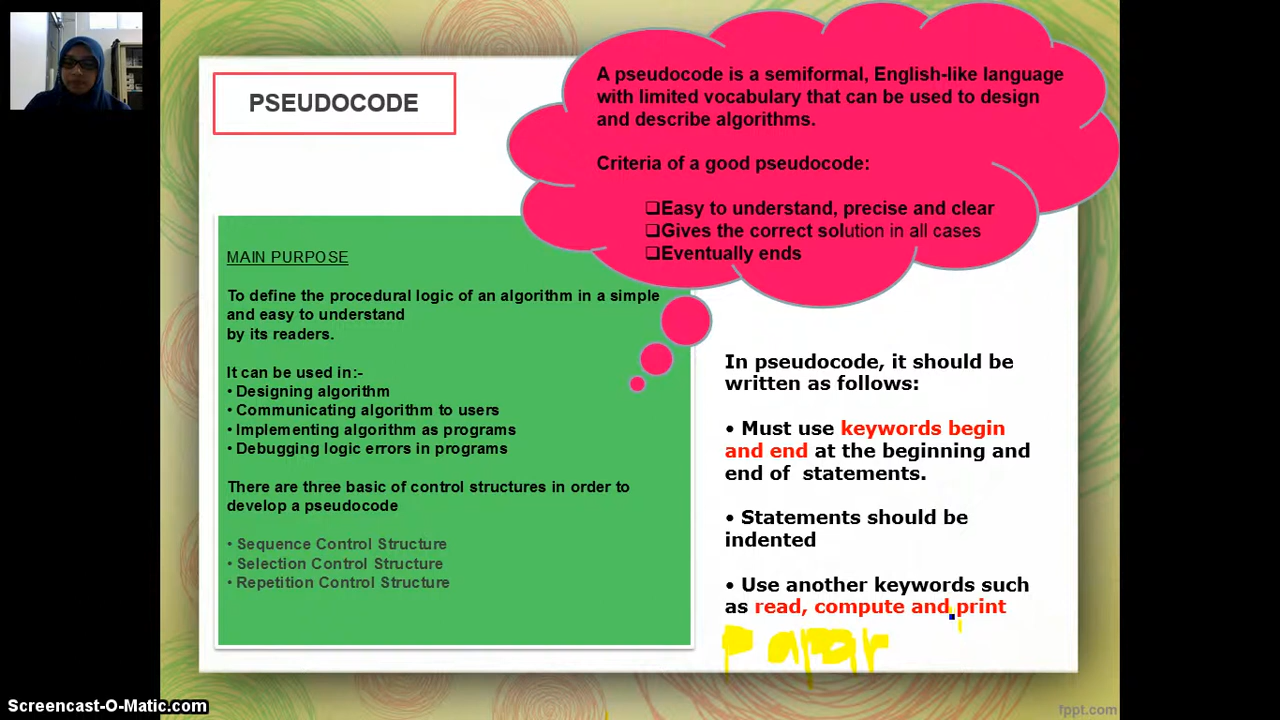 PSEUDOCODE
A pseudocode is a semiformal, English-like language
with limited vocabulary that can be used to design
and describe algorithms.
Criteria of a good pseudocode:
❑Easy to understand, precise and clear
❑Gives the correct solution in all cases
❑Eventually ends
MAIN PURPOSE
To define the procedural logic of an algorithm in a simple
and easy to understand
by its readers.
It can be used in:-
• Designing algorithm
• Communicating algorithm to users
• Implementing algorithm as programs
• Debugging logic errors in programs
There are three basic of control structures in order to
develop a pseudocode
• Sequence Control Structure
• Selection Control Structure
• Repetition Control Structure
In pseudocode, it should be
written as follows:
• Must use keywords begin
and end at the beginning and
end of statements.
• Statements should be
indented
• Use another keywords such
as read, compute and print
papar
Screencast-O-Matic.com
fppt.com